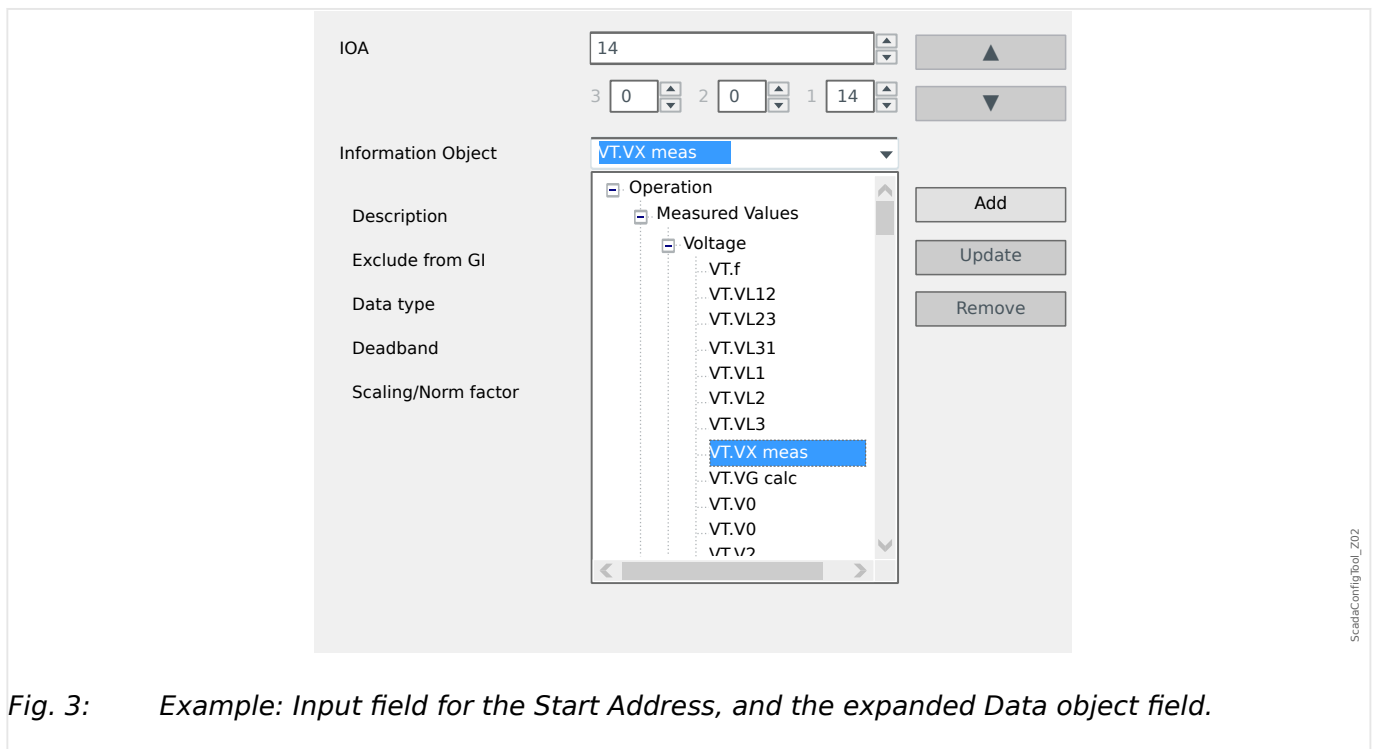 IOA 14 ▲
3 0 2 0 1 14 ▼
Information Object VT.VX meas
Operation
Measured Values Add
Description
Voltage
Exclude from GI Update
VT.f
VT.VL12
Data type Remove
VT.VL23
Deadband VT.VL31
VT.VL1
Scaling/Norm factor VT.VL2
VT.VL3
VT.VX meas
VT.VG calc
VT.V0
VT.V0
VT.V2
ScadaConfigTool_Z02
Fig. 3: Example: Input field for the Start Address, and the expanded Data object field.